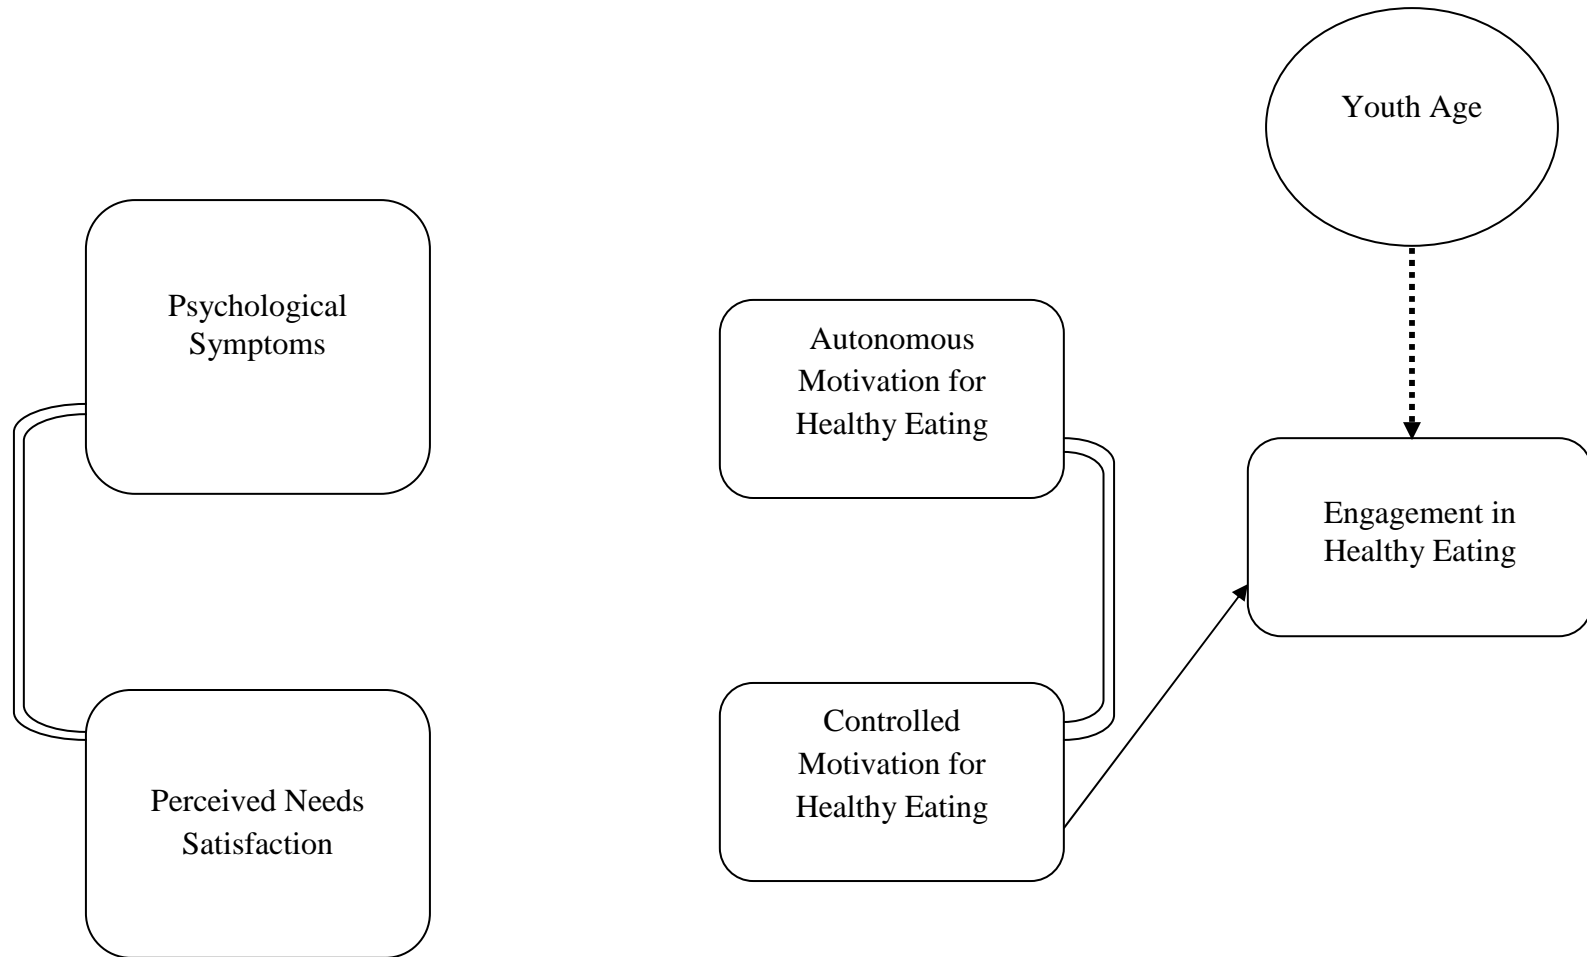 Youth Age
Psychological
Symptoms
Autonomous
Motivation for
Healthy Eating
Engagement in
Healthy Eating
Perceived Needs
Satisfaction
Controlled
Motivation for
Healthy Eating